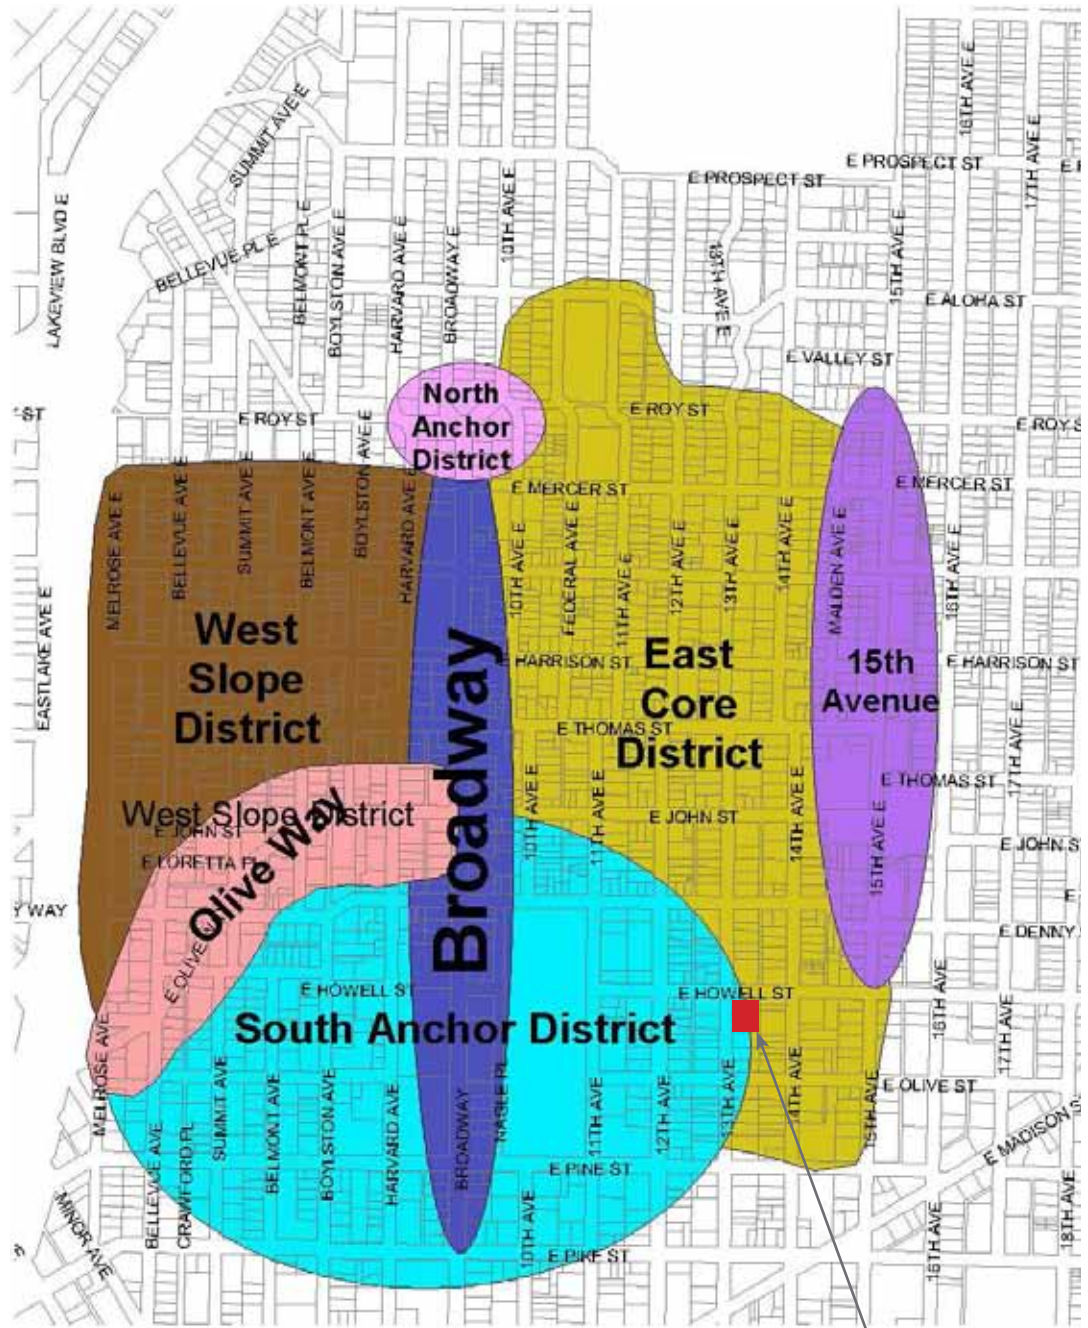 SUMMIT AVE E
16TH AVE E
17TH AVE E
E PROSPECT ST
E PROSPECT ST
LAKEVIEW BLVD E
BELLEVUE PL E
BELMONT PL E
BOYLSTON AVE E
HARVARD AVE E
BROADWAY E
10TH AVE E
13TH AVE E
15TH AVE E
E ALOHA ST
E VALLEY ST
North
Anchor
District
ST
E ROY ST
BOYLSTON AVE E
E ROY ST
E ROY S
E MERCER ST
E MERCER ST
MELROSE AVE E
BELLEVUE AVE E
SUMMIT AVE E
BELMONT AVE E
HARVARD AVE E
10TH AVE E
FEDERAL AVE E
11TH AVE E
12TH AVE E
13TH AVE E
14TH AVE E
MALDEN AVE E
16TH AVE E
EASTLAKE AVE E
West
Slope
District
Broadway
E HARRISON ST
East
Core
District
15th
Avenue
E HARRISON ST
E THOMAS ST
E THOMAS ST
17TH AVE E
West Slope District
Olive Way
E JOHN ST
E LORETTA PL
10TH AVE E
11TH AVE E
E JOHN ST
14TH AVE E
15TH AVE E
E JOHN S
Y WAY
E OLIVE W
E DENNY
E HOWELL ST
E HOWELL ST
South Anchor District
16TH AVE
17TH AVE
MELROSE AVE
SUMMIT AVE
BELMONT AVE
BOYLSTON AVE
HARVARD AVE
BROADWAY
NAGLE PL
11TH AVE
12TH AVE
13TH AVE
14TH AVE
15TH AVE
E OLIVE ST
E MADISON S
BELLEVUE AVE
CRAWFORD PL
E PINE ST
MINOR AVE
10TH AVE
E PIKE ST
16TH AVE
18TH AVE